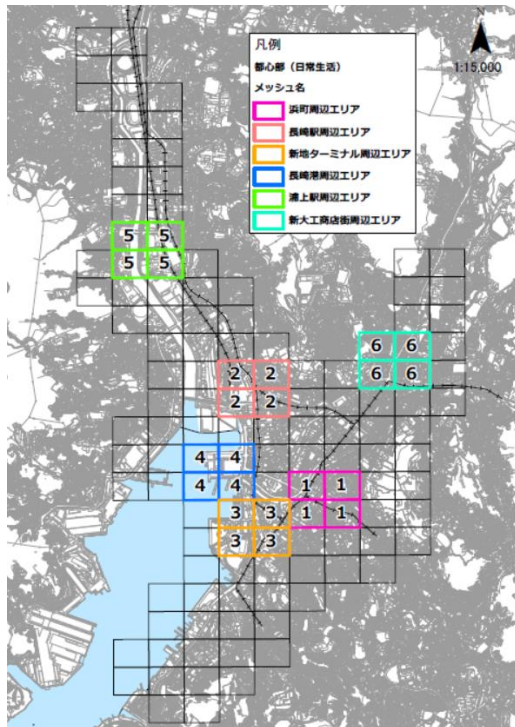 凡例
都心部（日常生活）
メッシュ名
浜町周辺エリア
長崎駅周辺エリア
新地ターミナル周辺エリア
長崎港周辺エリア
浦上駅周辺エリア
新大工商店街周辺エリア
N
1:15,000
5 5
5 5
6 6
6 6
2 2
2 2
4 4
4 4
1 1
3 3 1 1
3 3